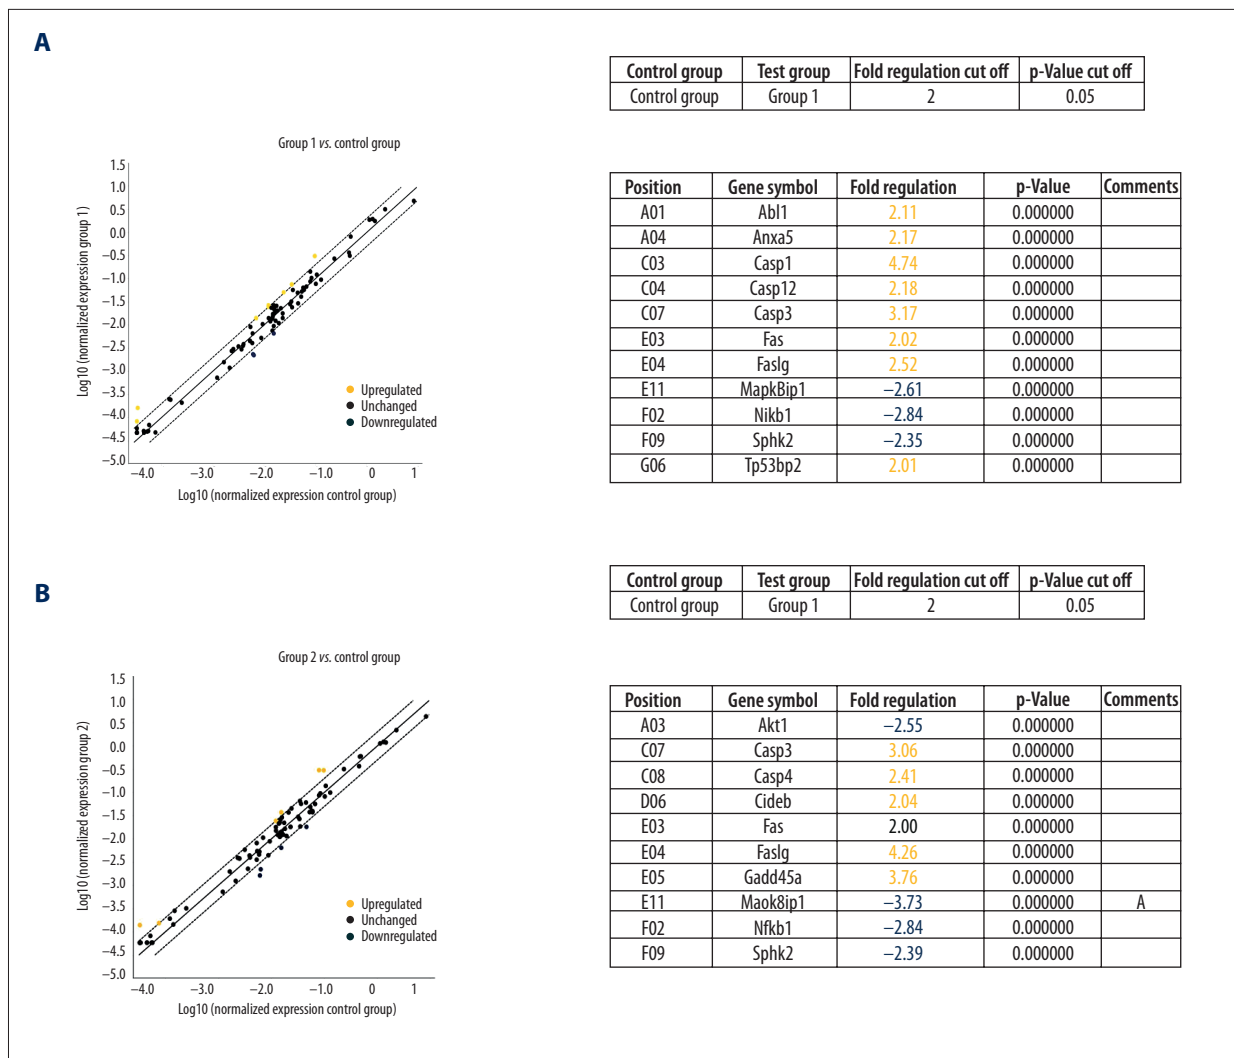 A
Control group Test group Fold regulation cut off p-Value cut off
Control group Group 1 2 0.05
Group 1 vs. control group
Log10 (normalized expression group 1)
1.5
1.0
0.5
0.0
−0.5
−1.0
−1.5
−2.0
−2.5
−3.0
−3.5
−4.0
−4.5
−5.0
Upregulated
Unchanged
Downregulated
−4.0 −3.0 −2.0 −1.0 0 1
Log10 (normalized expression control group)
Position Gene symbol Fold regulation p-Value Comments
A01 Abl1 2.11 0.000000
A04 Anxa5 2.17 0.000000
C03 Casp1 4.74 0.000000
C04 Casp12 2.18 0.000000
C07 Casp3 3.17 0.000000
E03 Fas 2.02 0.000000
E04 Faslg 2.52 0.000000
E11 MapkBip1 −2.61 0.000000
F02 Nikb1 −2.84 0.000000
F09 Sphk2 −2.35 0.000000
G06 Tp53bp2 2.01 0.000000
B
Control group Test group Fold regulation cut off p-Value cut off
Control group Group 1 2 0.05
Group 2 vs. control group
Log10 (normalized expression group 2)
1.5
1.0
0.5
0.0
−0.5
−1.0
−1.5
−2.0
−2.5
−3.0
−3.5
−4.0
−4.5
−5.0
Upregulated
Unchanged
Downregulated
−4.0 −3.0 −2.0 −1.0 0 1
Log10 (normalized expression control group)
Position Gene symbol Fold regulation p-Value Comments
A03 Akt1 −2.55 0.000000
C07 Casp3 3.06 0.000000
C08 Casp4 2.41 0.000000
D06 Cideb 2.04 0.000000
E03 Fas 2.00 0.000000
E04 Faslg 4.26 0.000000
E05 Gadd45a 3.76 0.000000
E11 Maok8ip1 −3.73 0.000000 A
F02 Nfkb1 −2.84 0.000000
F09 Sphk2 −2.39 0.000000